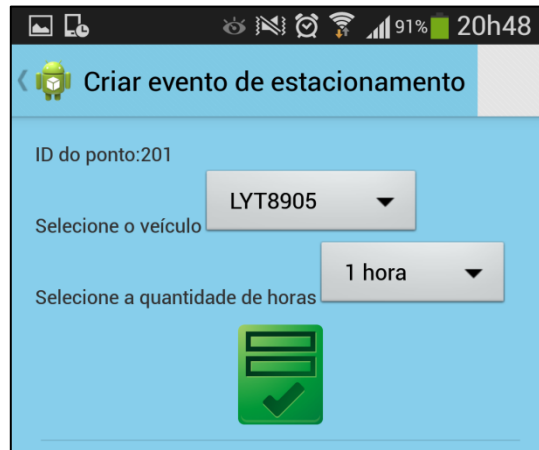 91% 20h48
Criar evento de estacionamento
ID do ponto:201
Selecione o veículo LYT8905
Selecione a quantidade de horas 1 hora